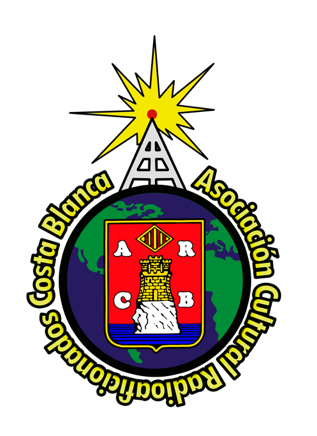 Asociación Cultural Radioaficionados Costa Blanca
A R
C B